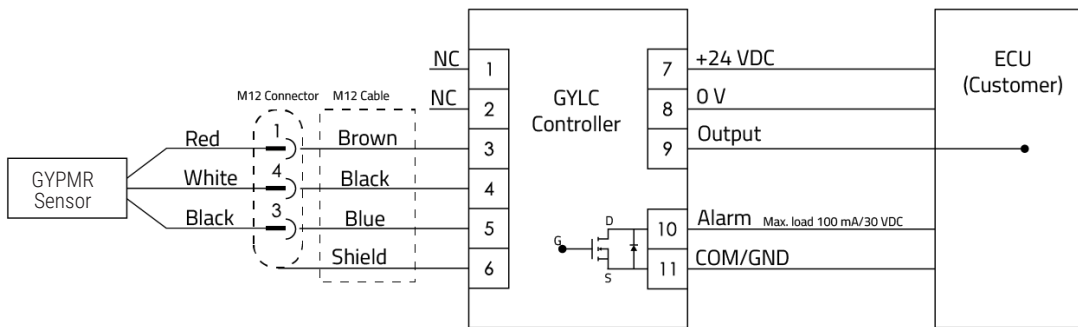 NC
1
7
+24 VDC
ECU
(Customer)
M12 Connector
M12 Cable
NC
2
GYLC
Controller
8
0 V
Red
1
Brown
3
9
Output
GYPMR
Sensor
White
4
Black
4
Black
3
Blue
5
D
10
Alarm
Max. load 100 mA/30 VDC
G
Shield
6
S
11
COM/GND